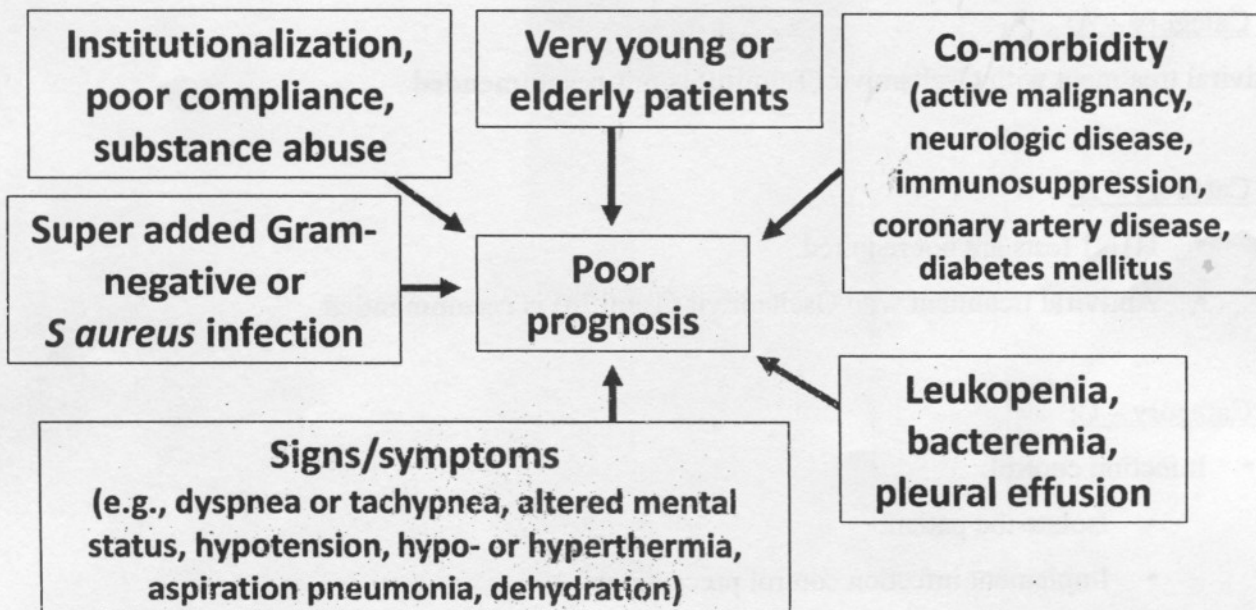 Institutionalization,
poor compliance,
substance abuse
Very young or
elderly patients
Co-morbidity
(active malignancy,
neurologic disease,
immunosuppression,
coronary artery disease,
diabetes mellitus
Super added Gram-
negative or
S aureus infection
Poor
prognosis
Leukopenia,
bacteremia,
pleural effusion
Signs/symptoms
(e.g., dyspnea or tachypnea, altered mental
status, hypotension, hypo- or hyperthermia,
aspiration pneumonia, dehydration)